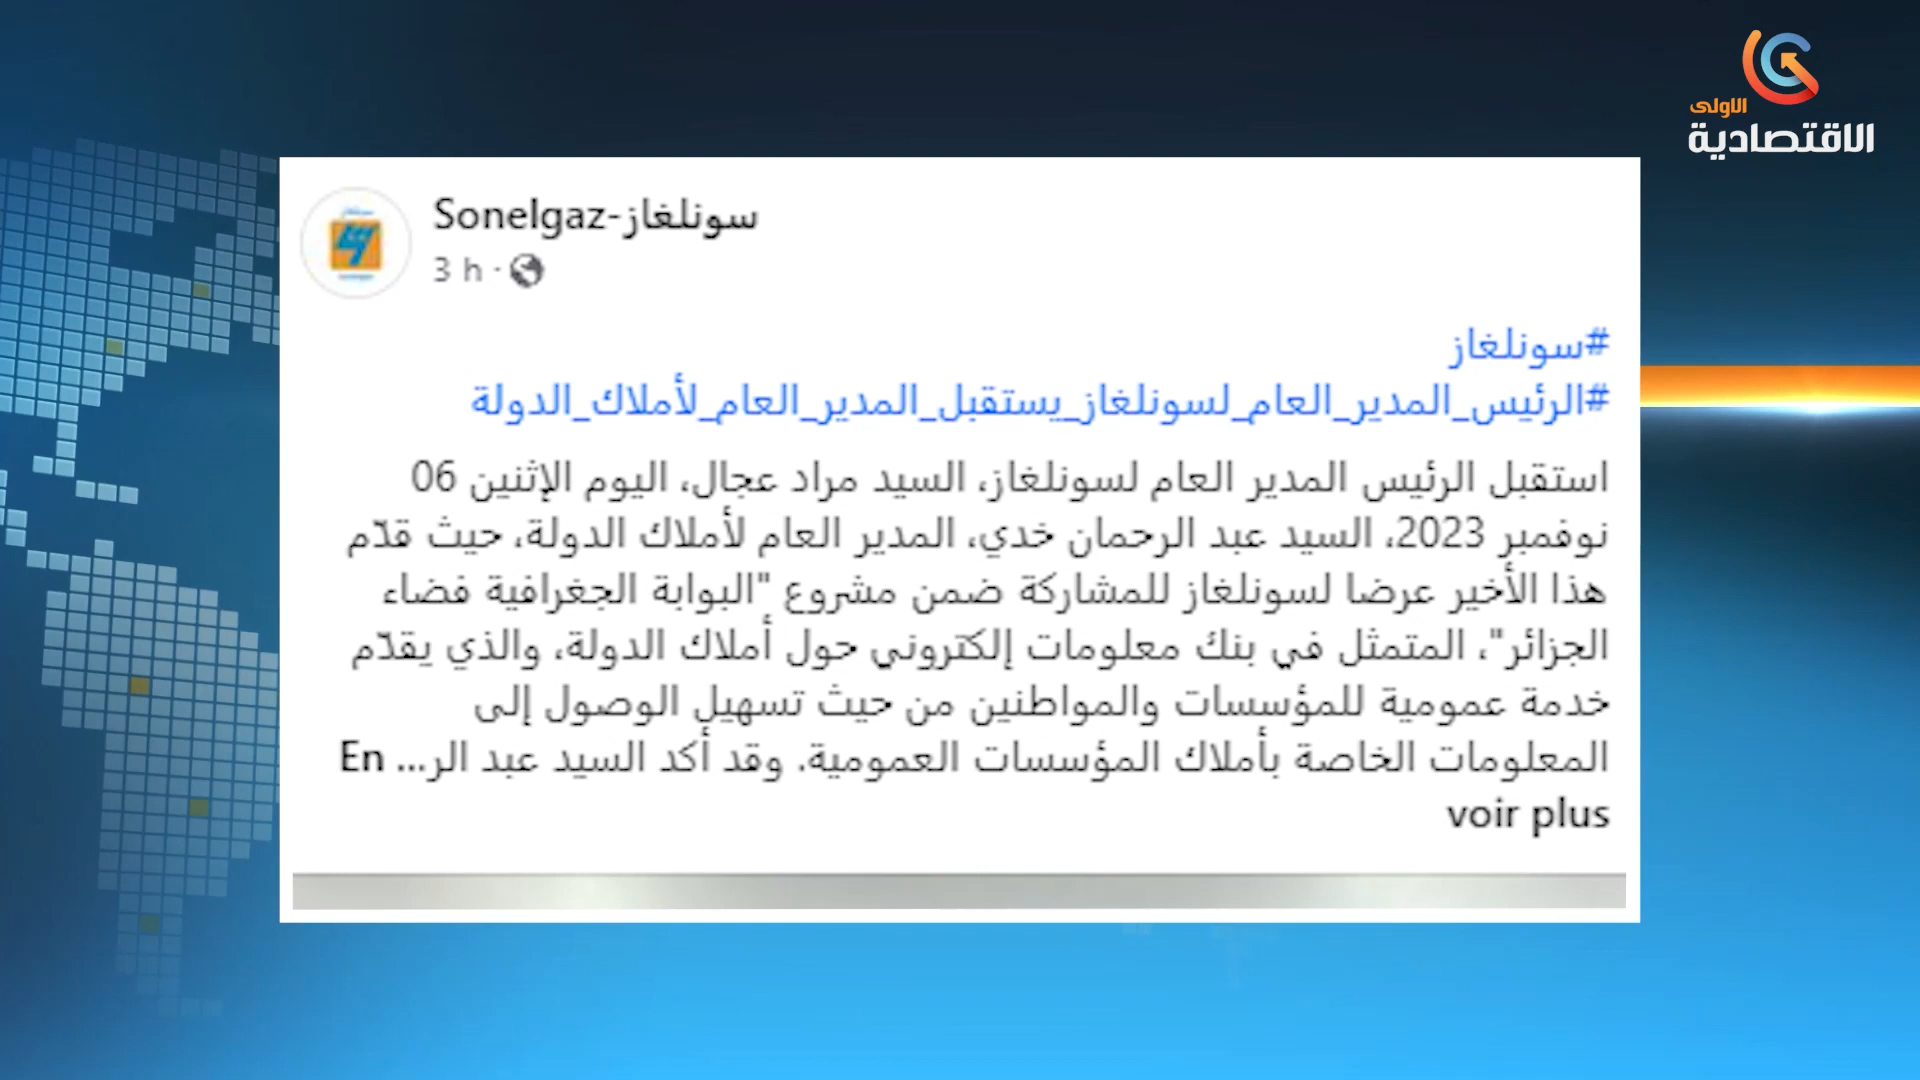 الاولى
الاقتصادية
Sonelgaz-سونلغاز
3 h ·
#سونلغاز
#الرئيس_المدير_العام_لسونلغاز_يستقبل_المدير_العام_لأملاك_الدولة
استقبل الرئيس المدير العام لسونلغاز، السيد مراد عجال، اليوم الإثنين 06
نوفمبر 2023، السيد عبد الرحمان خدي، المدير العام لأملاك الدولة، حيث قدّم
هذا الأخير عرضا لسونلغاز للمشاركة ضمن مشروع "البوابة الجغرافية فضاء
الجزائر"، المتمثل في بنك معلومات إلكتروني حول أملاك الدولة، والذي يقدّم
خدمة عمومية للمؤسسات والمواطنين من حيث تسهيل الوصول إلى
المعلومات الخاصة بأملاك المؤسسات العمومية. وقد أكد السيد عبد الر... En
voir plus